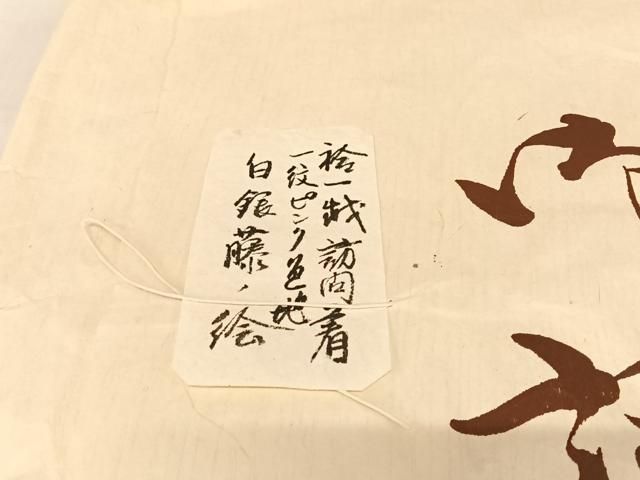 袷一枚訪問着
一紋ピンク色地
白銀藤ノ絵